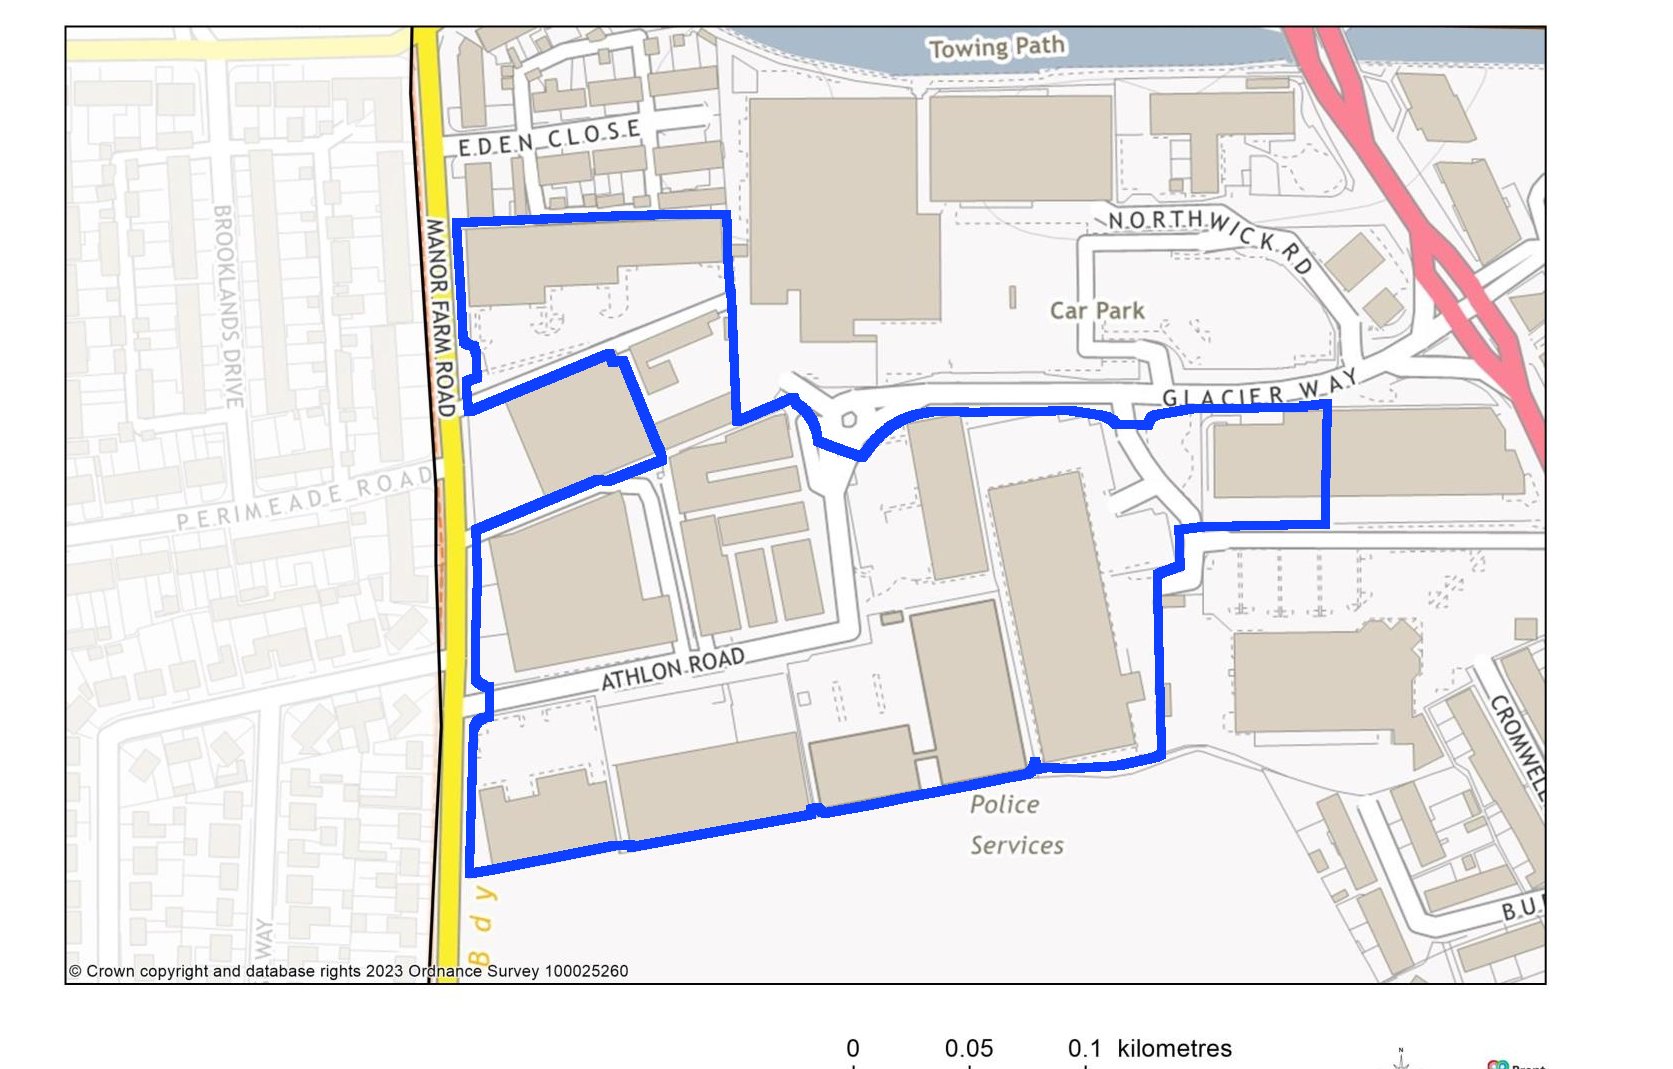 Towing Path
EDEN CLOSE
NORTHWICK RD
BROOKLANDS DRIVE
MANOR FARM ROAD
Car Park
GLACIER WAY
PERIMEADE ROAD
ATHLON ROAD
CROMWEL
Police
Services
Bdy
WAY
BU
© Crown copyright and database rights 2023 Ordnance Survey 100025260
0 0.05 0.1 kilometres
N